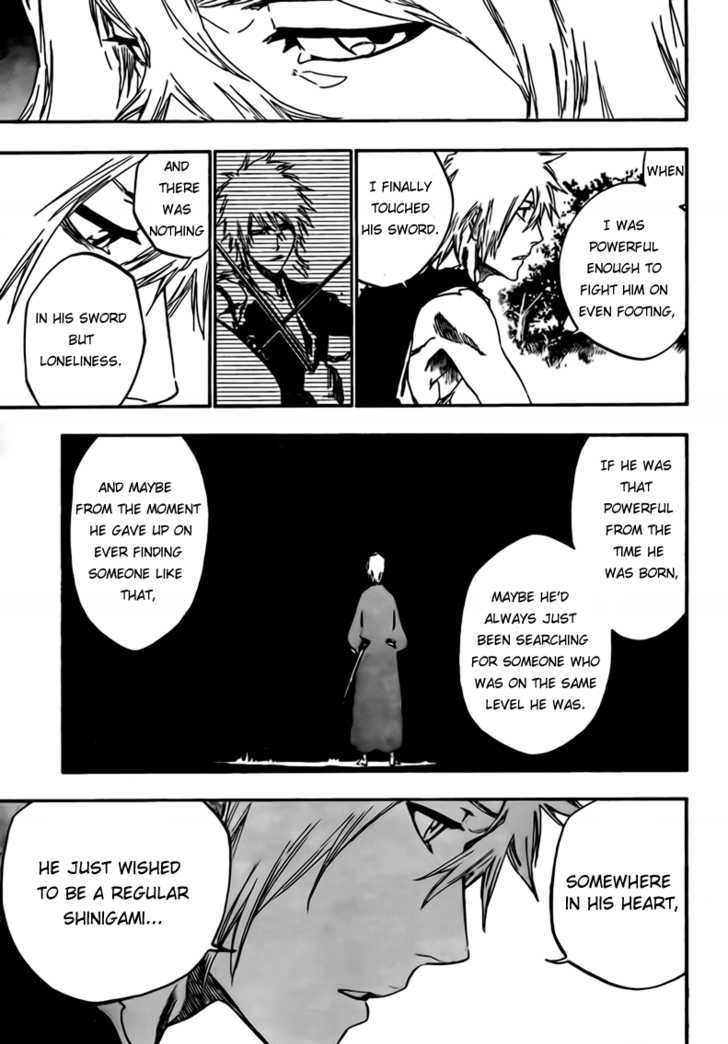 WHEN
I WAS
POWERFUL
ENOUGH TO
FIGHT HIM ON
EVEN FOOTING,
I FINALLY
TOUCHED
HIS SWORD.
AND
THERE
WAS
NOTHING
IN HIS SWORD
BUT
LONELINESS.
IF HE WAS
THAT
POWERFUL
FROM THE
TIME HE
WAS BORN,
MAYBE HE'D
ALWAYS JUST
BEEN SEARCHING
FOR SOMEONE WHO
WAS ON THE SAME
LEVEL HE WAS.
AND MAYBE
FROM THE MOMENT
HE GAVE UP ON
EVER FINDING
SOMEONE LIKE
THAT,
SOMEWHERE
IN HIS HEART,
HE JUST WISHED
TO BE A REGULAR
SHINIGAMI...